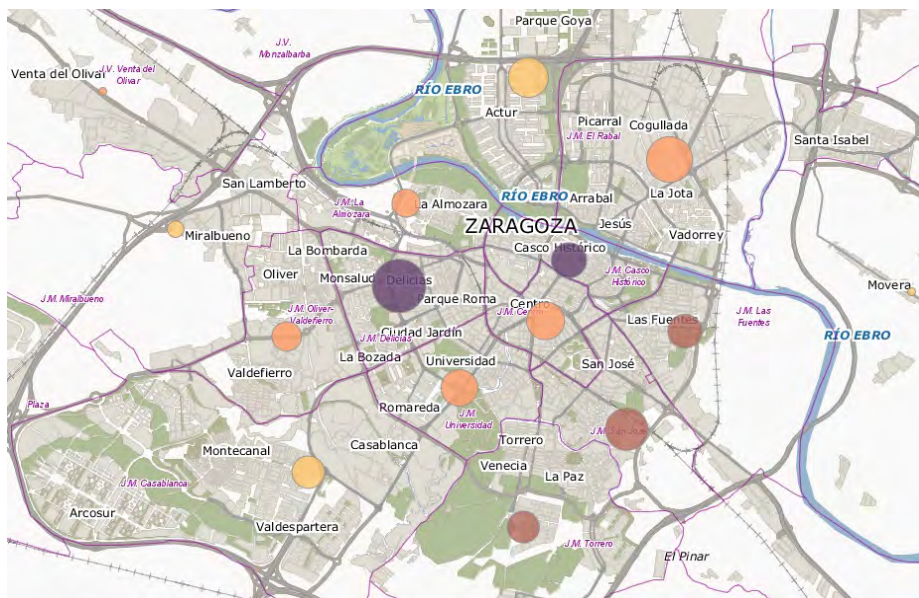 Parque Goya
J.V.
Monzalbarba
Venta del Olivar
J.V. Venta del
Olivar
RÍO EBRO
Actur
Picarral
Cogullada
J.M. El Rabal
Santa Isabel
San Lamberto
RÍO EBRO
Arrabal
La Jota
J.M. La
Almozara
La Almozara
ZARAGOZA
Jesús
Vadorrey
Miralbueno
La Bombarda
Casco Histórico
Oliver
Monsalud
Delicias
J.M. Casco
Histórico
Movera
Parque Roma
Centro
J.M. Miralbueno
J.M. Oliver-
Valdefierro
J.M. Centro
Las Fuentes
J.M. Las
Fuentes
Ciudad Jardín
J.M. Delicias
RÍO EBRO
La Bozada
Universidad
San José
Valdefierro
Plaza
Romareda
J.M.
Universidad
J.M. San José
Montecanal
Casablanca
Torrero
Venecia
La Paz
J.M. Casablanca
Arcosur
Valdespartera
J.M. Torrero
El Pinar